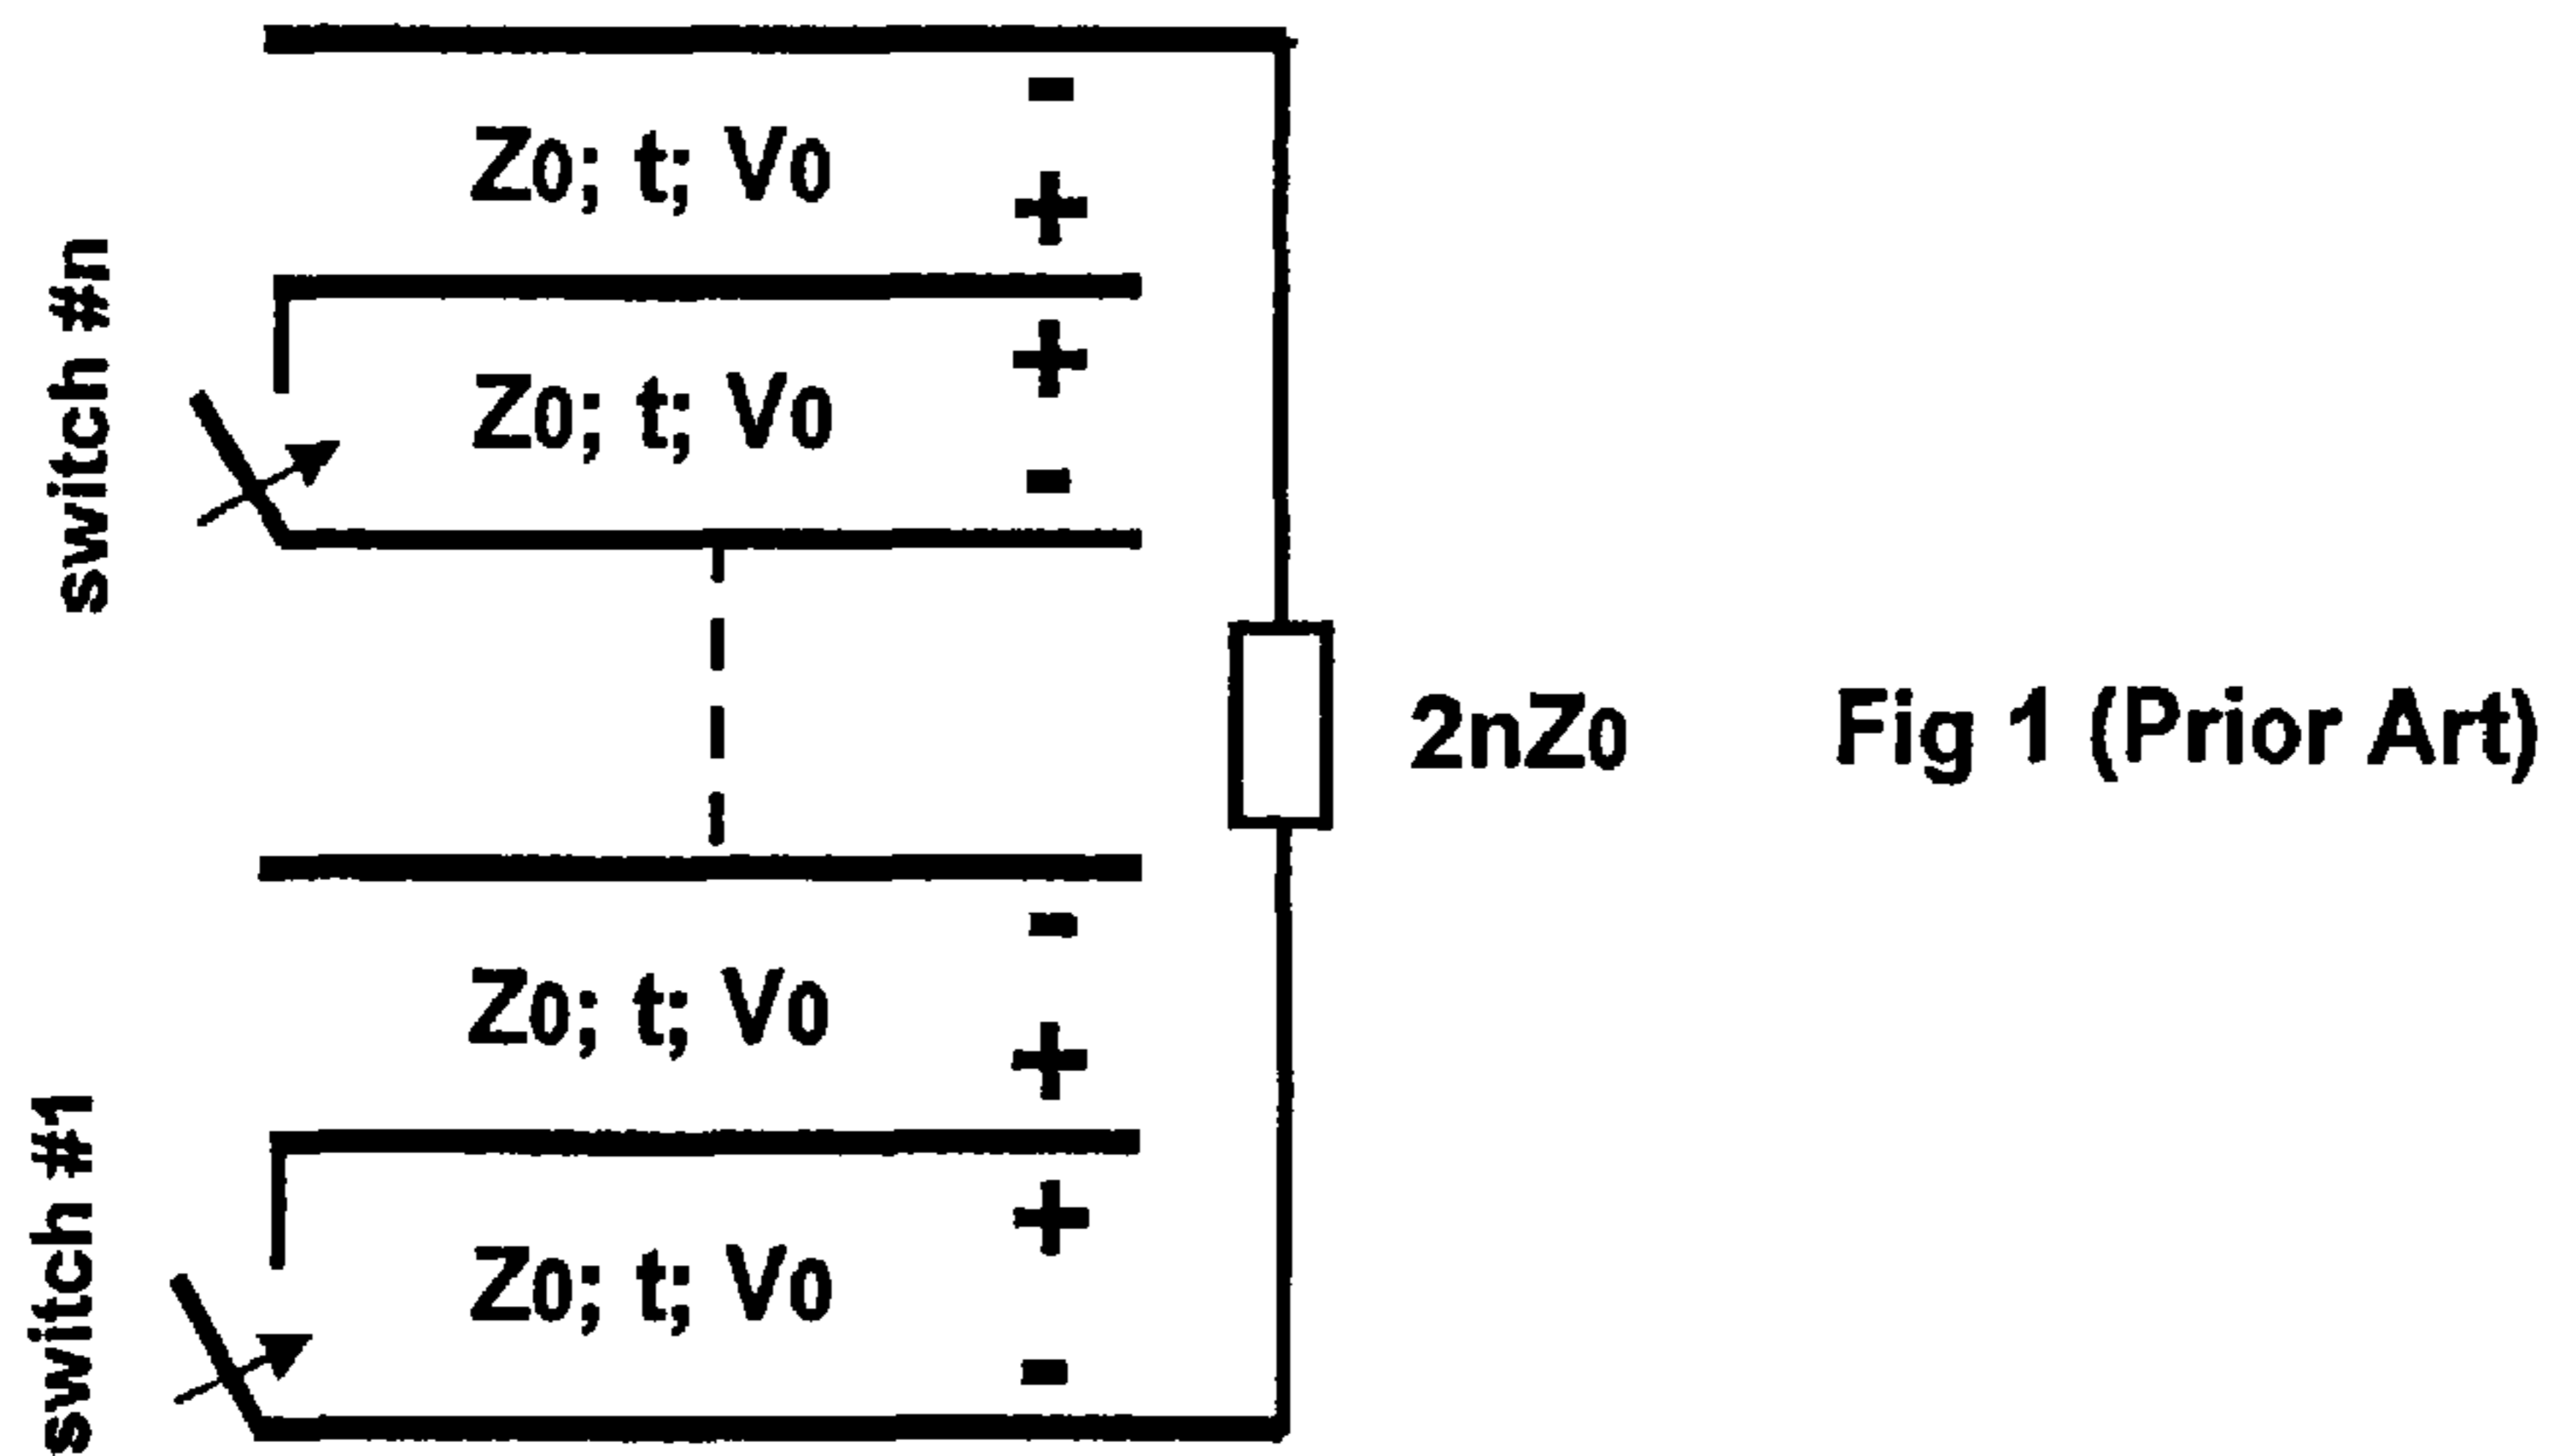 -
Z0; t; V0
+
switch #n
+
Z0; t; V0
-
2nZ0
Fig 1 (Prior Art)
-
Z0; t; V0
+
switch #1
+
Z0; t; V0
-